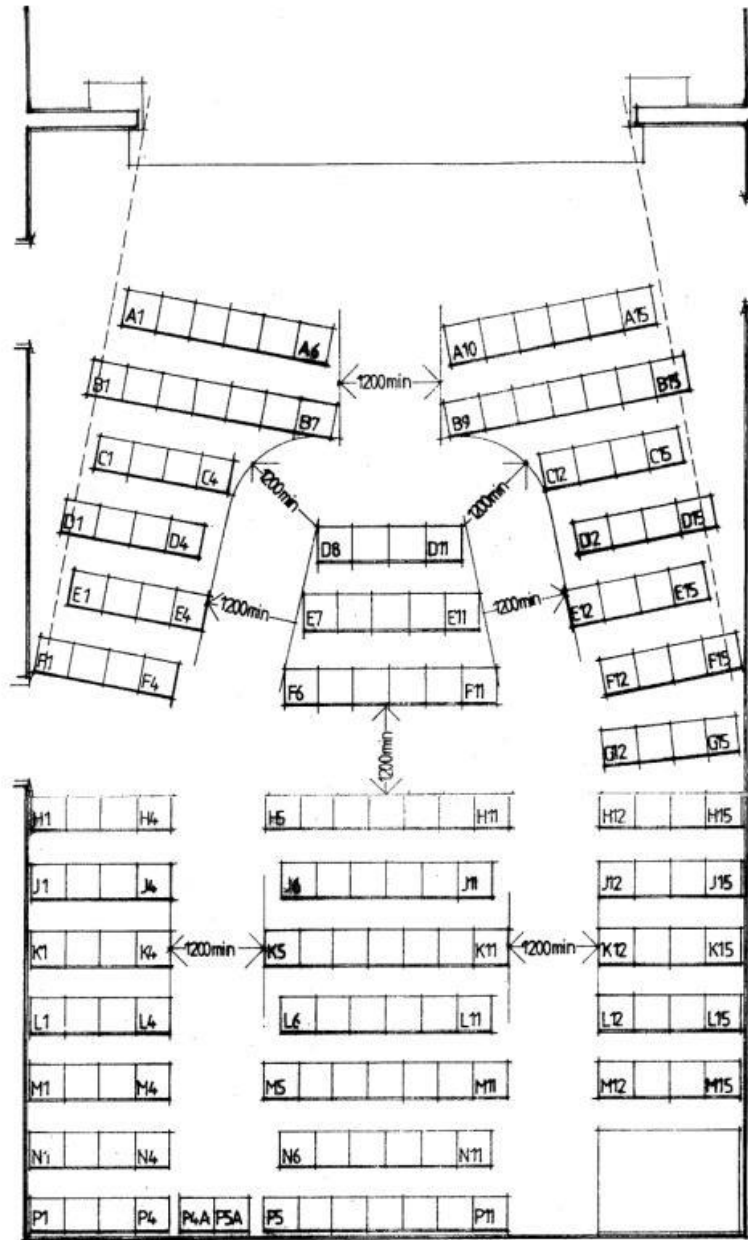 A1 A6 A10 A15
1200min
B1 B7 B9 B15
C1 C4 C12 C15
1200min 1200min
D1 D4 D8 D11 D12 D15
E1 E4 1200min E7 E11 1200min E12 E15
F1 F4 F6 F11 F12 F15
1200min
G12 G15
H1 H4 H5 H11 H12 H15
J1 J4 J6 J11 J12 J15
K1 K4 1200min K5 K11 1200min K12 K15
L1 L4 L6 L11 L12 L15
M1 M4 M5 M11 M12 M15
N1 N4 N6 N11
P1 P4 P4A P5A P5 P11